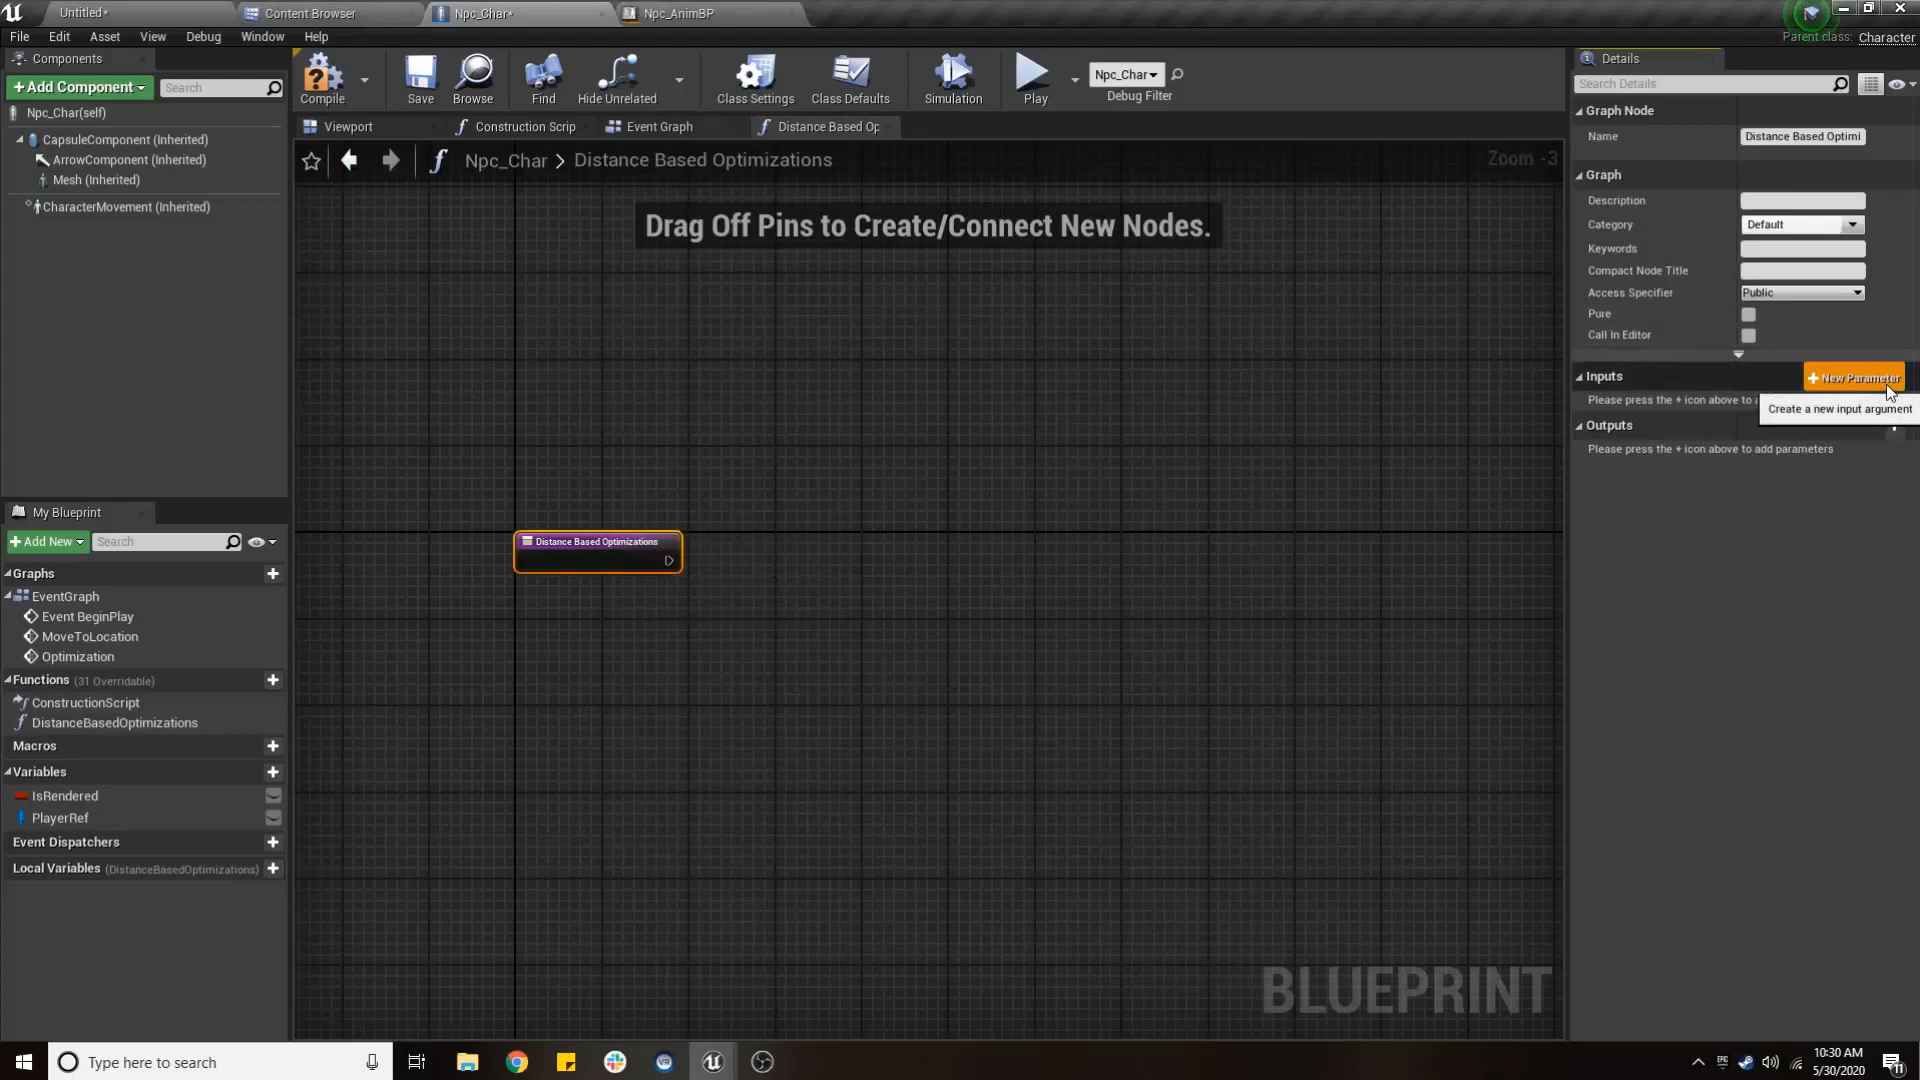 Untitled*
Content Browser
Npc_Char*
Npc_AnimBP
File Edit Asset View Debug Window Help
Parent class: Character
Components
+Add Component
Search
Npc_Char(self)
CapsuleComponent (Inherited)
ArrowComponent (Inherited)
Mesh (Inherited)
CharacterMovement (Inherited)
Compile
Save
Browse
Find
Hide Unrelated
Class Settings
Class Defaults
Simulation
Play
Npc_Char
Debug Filter
Viewport
Construction Scrip
Event Graph
Distance Based Op
Npc_Char > Distance Based Optimizations
Zoom -3
Drag Off Pins to Create/Connect New Nodes.
Distance Based Optimizations
BLUEPRINT
My Blueprint
+Add New
Search
Graphs
EventGraph
Event BeginPlay
MoveToLocation
Optimization
Functions (31 Overridable)
ConstructionScript
DistanceBasedOptimizations
Macros
Variables
IsRendered
PlayerRef
Event Dispatchers
Local Variables (DistanceBasedOptimizations)
Details
Search Details
Graph Node
Name Distance Based Optimi
Graph
Description
Category Default
Keywords
Compact Node Title
Access Specifier Public
Pure
Call In Editor
Inputs + New Parameter
Please press the + icon above to a
Create a new input argument
Outputs
Please press the + icon above to add parameters
Type here to search
10:30 AM
5/30/2020